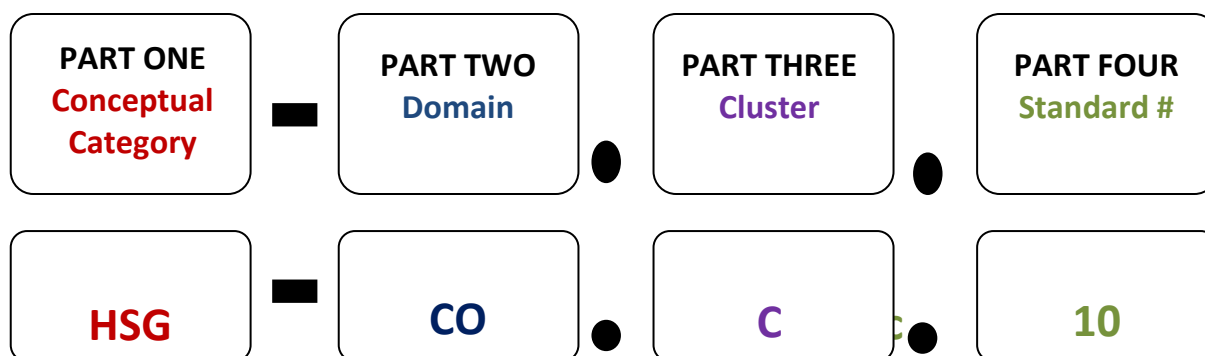 PART ONE
Conceptual
Category
PART TWO
Domain
PART THREE
Cluster
PART FOUR
Standard #
HSG
CO
C
c
10